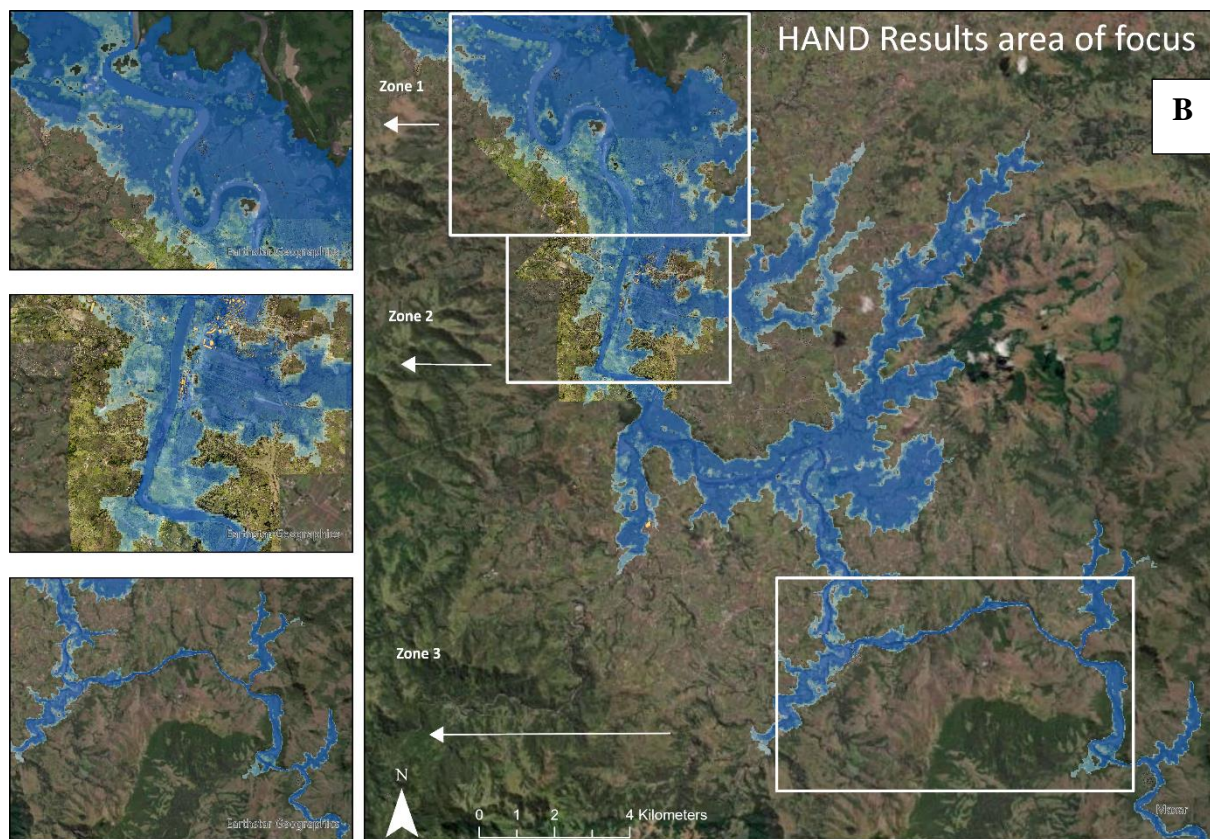 HAND Results area of focus
B
Zone 1
Zone 2
Zone 3
Earthstar Geographics
Earthstar Geographics
Earthstar Geographics
N
0 1 2 4 Kilometers
Maxar